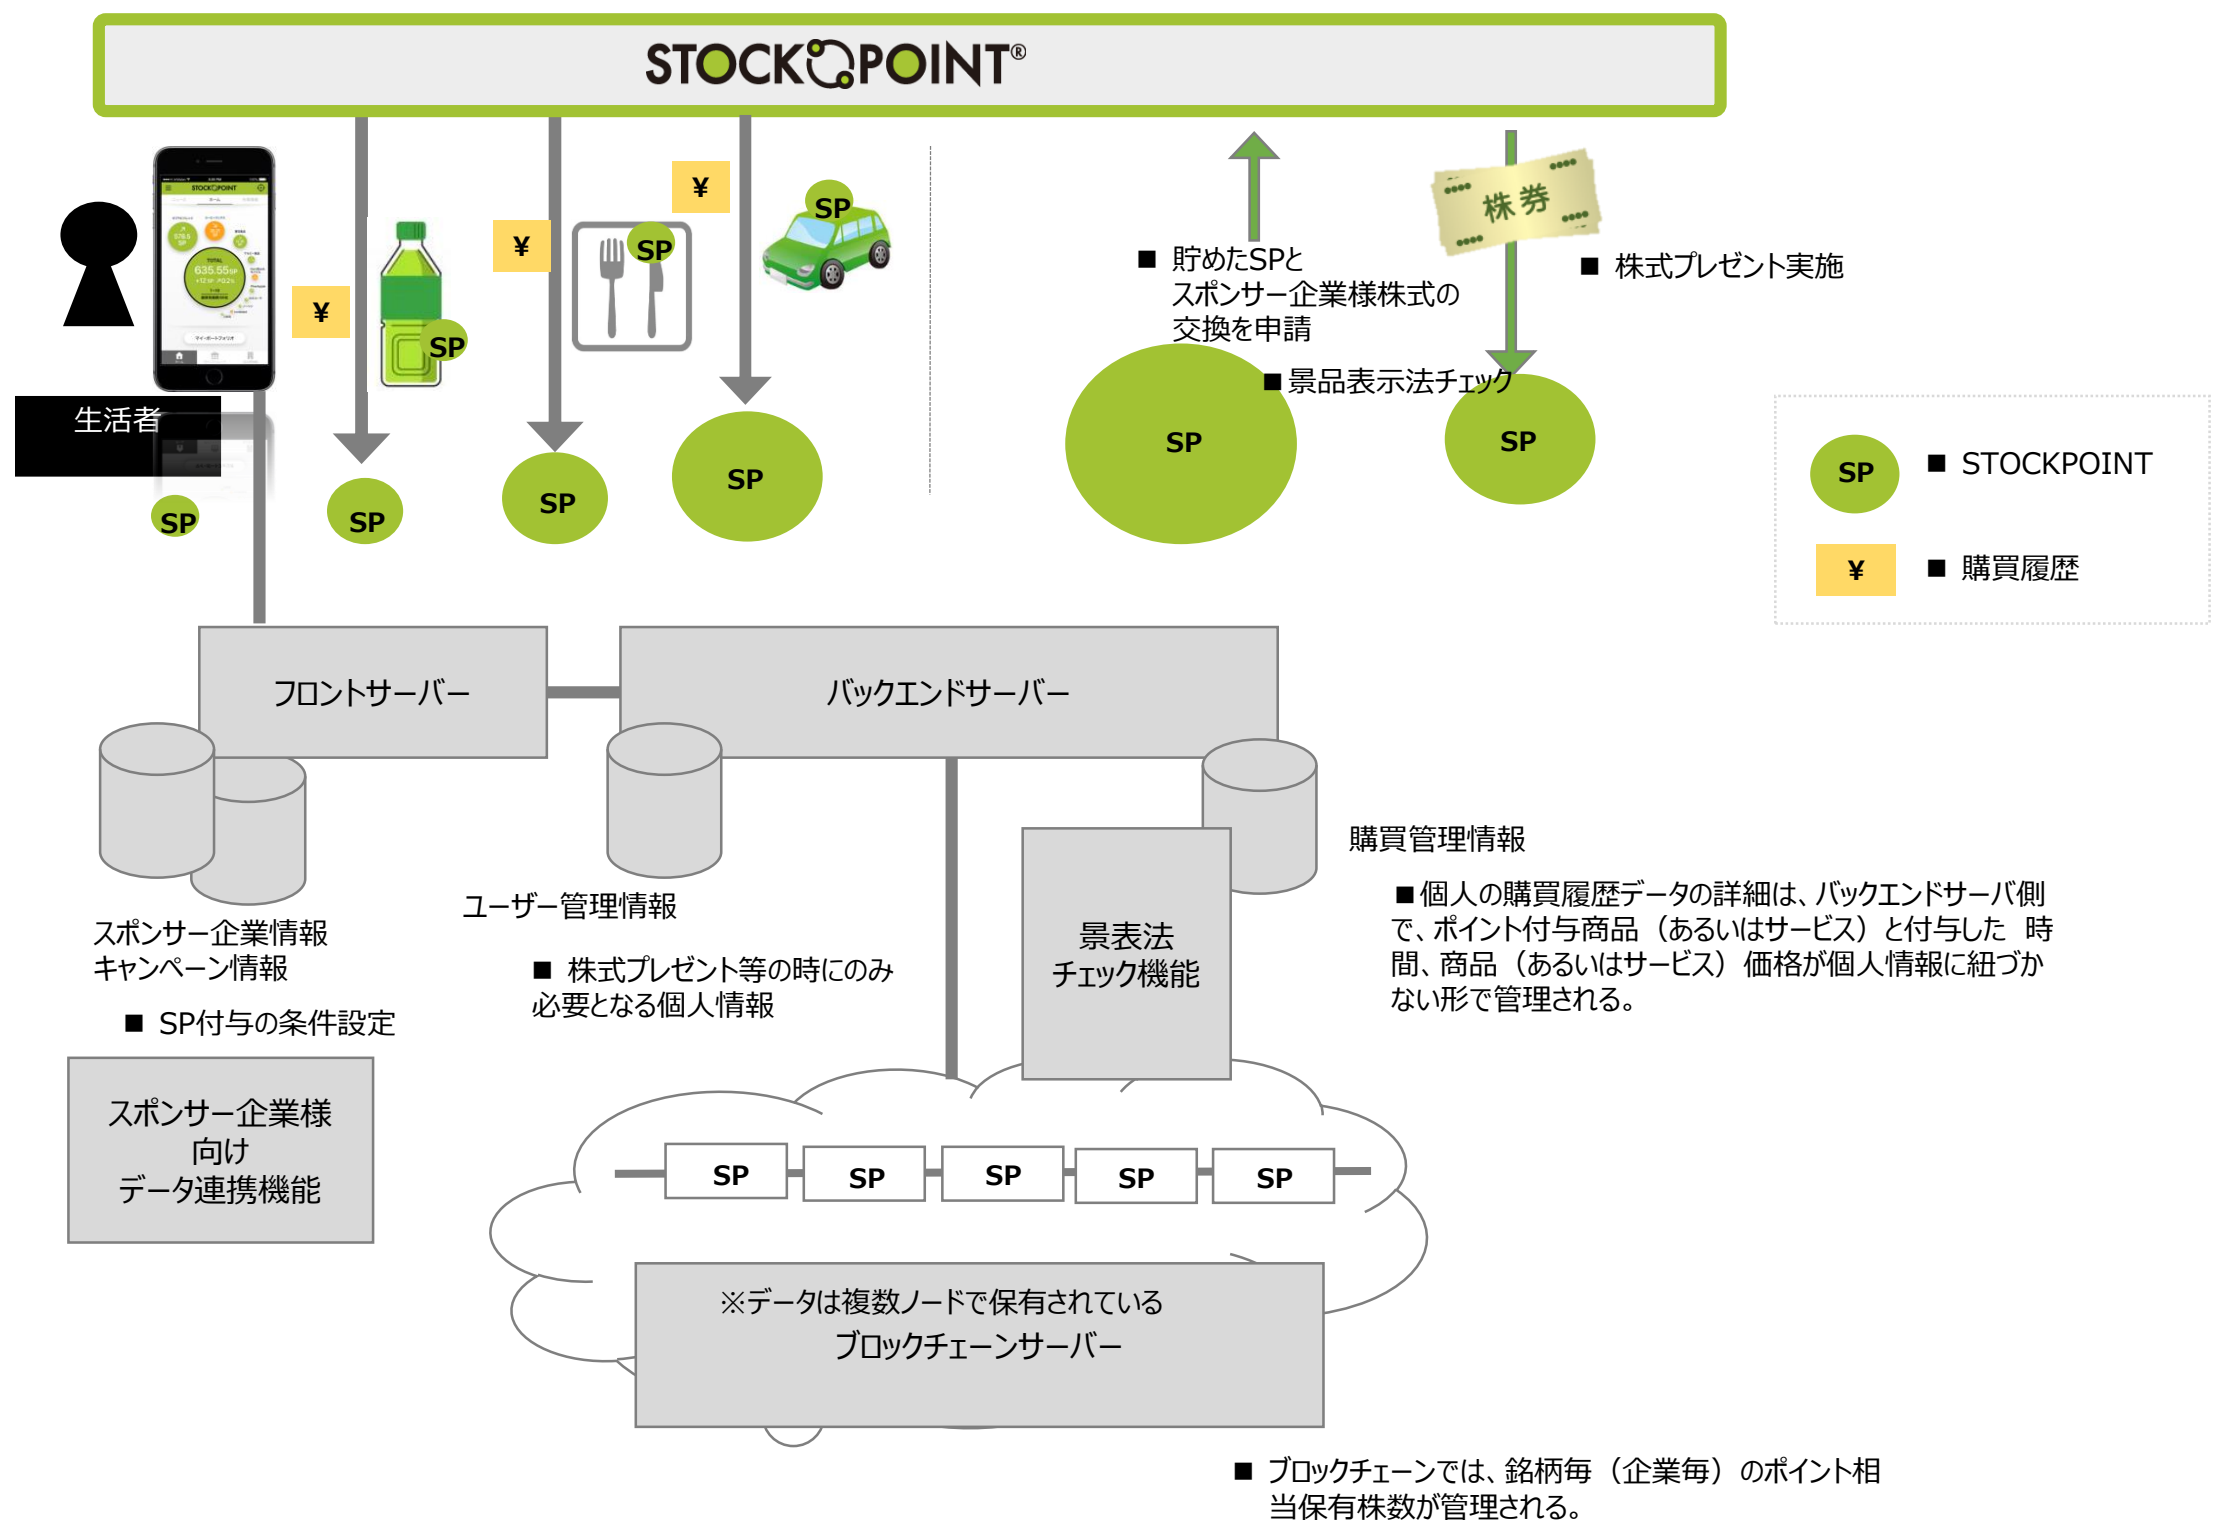 STOCKPOINT®
STOCKPOINT
ホーム
TOTAL
635.55SP
マイ・ポートフォリオ
¥
SP
¥
SP
¥
SP
株券
生活者
SP
SP
SP
SP
■ 貯めたSPと
スポンサー企業様株式の
交換を申請
■ 景品表示法チェック
■ 株式プレゼント実施
SP
SP
SP
■ STOCKPOINT
¥
■ 購買履歴
フロントサーバー
バックエンドサーバー
スポンサー企業情報
キャンペーン情報
■ SP付与の条件設定
スポンサー企業様
向け
データ連携機能
ユーザー管理情報
■ 株式プレゼント等の時にのみ
必要となる個人情報
景表法
チェック機能
購買管理情報
■ 個人の購買履歴データの詳細は、バックエンドサーバ側
で、ポイント付与商品（あるいはサービス）と付与した 時
間、商品（あるいはサービス）価格が個人情報に紐づか
ない形で管理される。
SP
SP
SP
SP
SP
※データは複数ノードで保有されている
ブロックチェーンサーバー
■ ブロックチェーンでは、銘柄毎（企業毎）のポイント相
当保有株数が管理される。